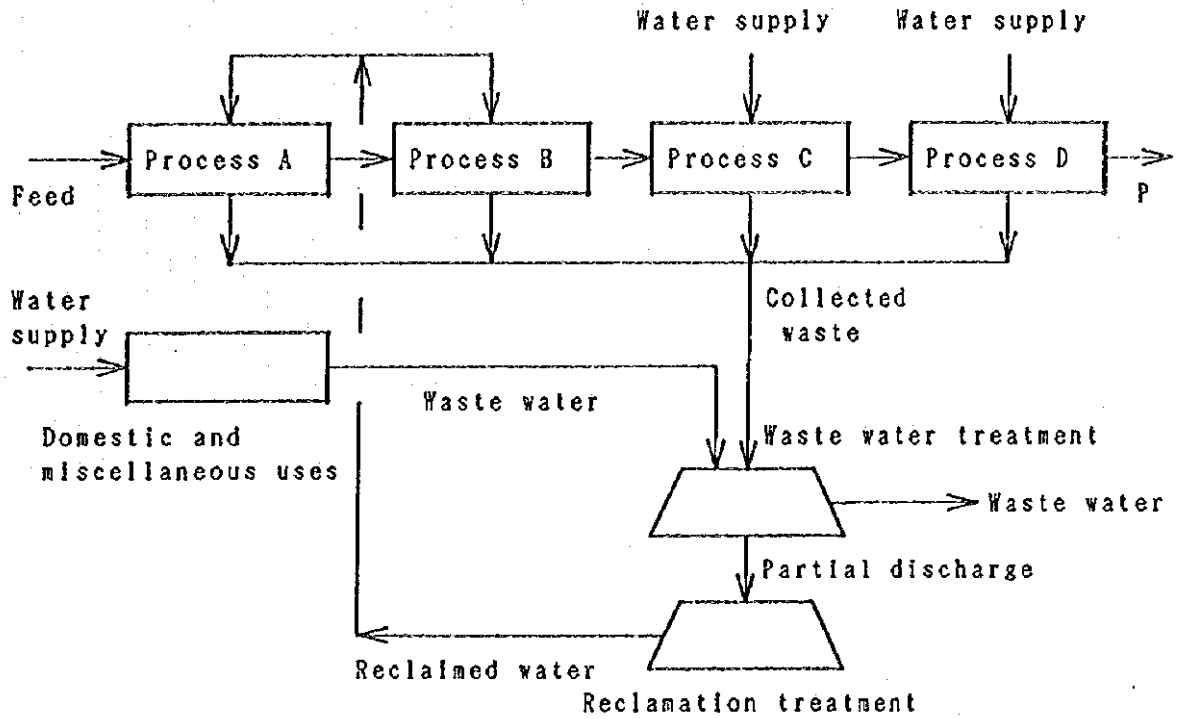 Water supply
Water supply
Process A
Process B
Process C
Process D
Feed
P
Water
supply
Collected
waste
Waste water
Domestic and
miscellaneous uses
Waste water treatment
Waste water
Partial discharge
Reclaimed water
Reclamation treatment